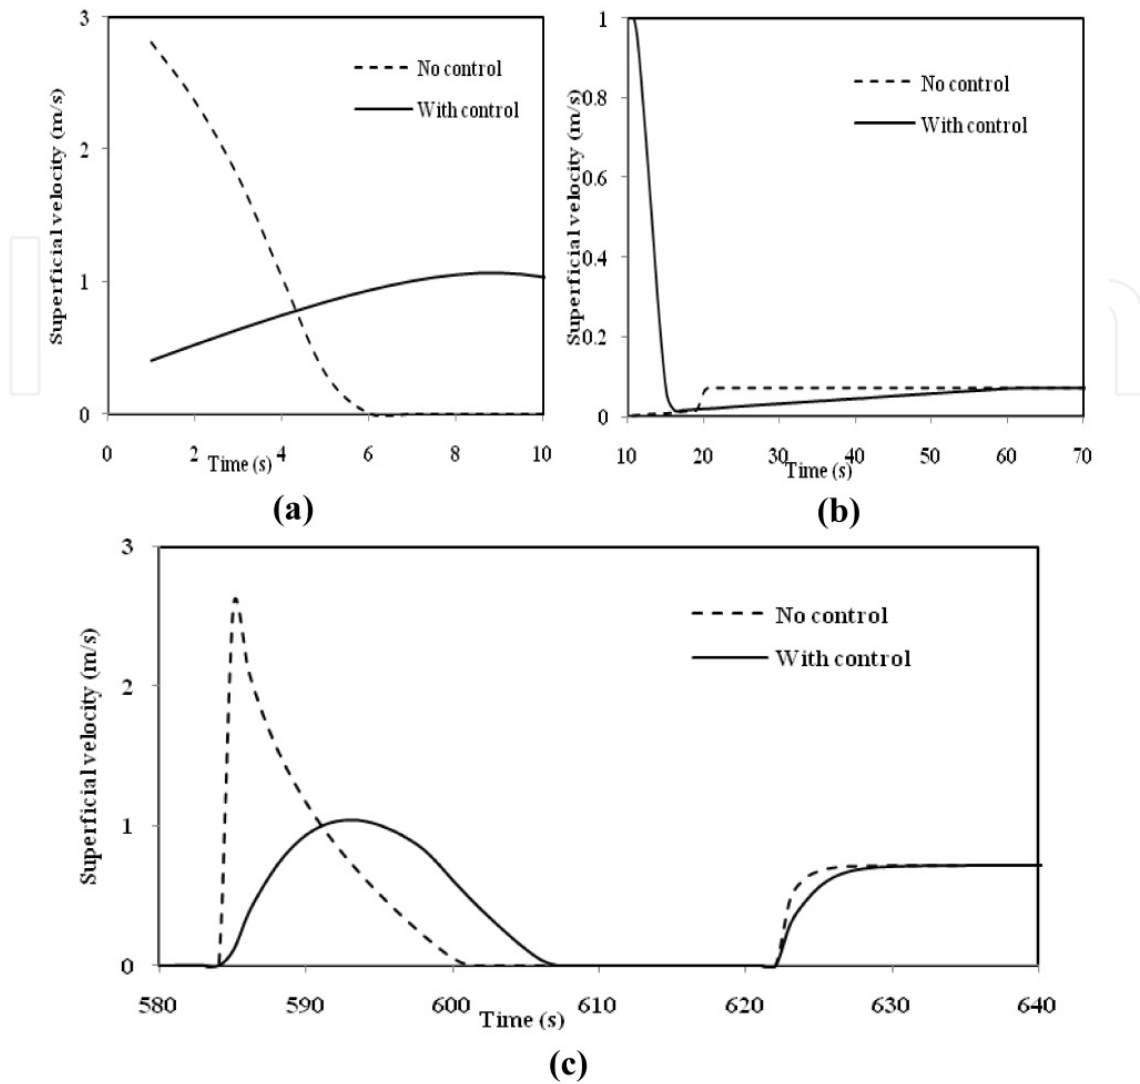 3
2
1
0
Superficial velocity (m/s)
No control
With control
0 2 4 6 8 10
Time (s)
(a)
1
0.8
0.6
0.4
0.2
0
Superficial velocity (m/s)
No control
With control
10 20 30 40 50 60 70
Time (s)
(b)
3
2
1
0
Superficial velocity (m/s)
No control
With control
580 590 600 610 620 630 640
Time (s)
(c)